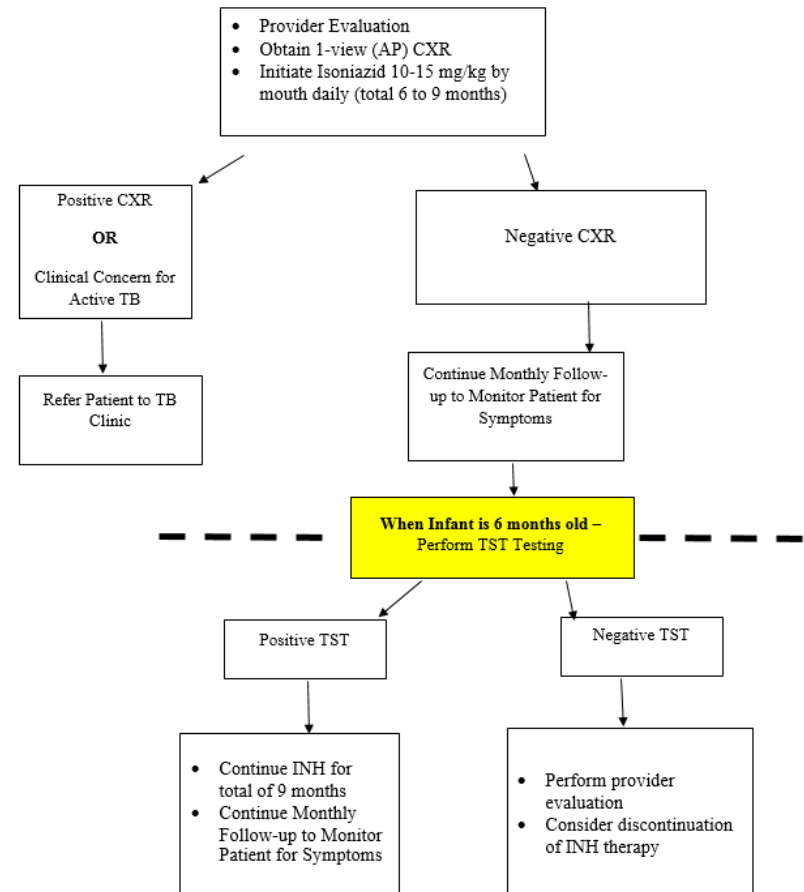 • Provider Evaluation
• Obtain 1-view (AP) CXR
• Initiate Isoniazid 10-15 mg/kg by
mouth daily (total 6 to 9 months)
Positive CXR
OR
Clinical Concern for
Active TB
Negative CXR
Refer Patient to TB
Clinic
Continue Monthly Follow-
up to Monitor Patient for
Symptoms
When Infant is 6 months old –
Perform TST Testing
Positive TST
Negative TST
• Continue INH for
total of 9 months
• Continue Monthly
Follow-up to Monitor
Patient for Symptoms
• Perform provider
evaluation
• Consider discontinuation
of INH therapy